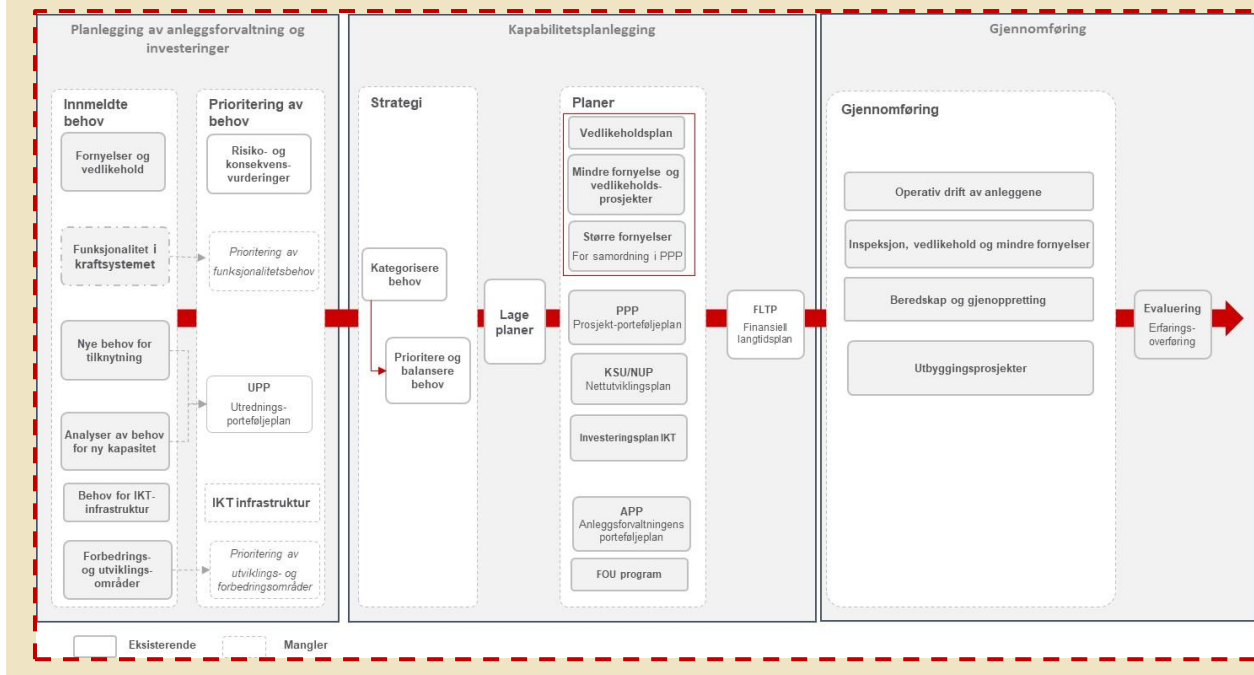 Planlegging av anleggsforvaltning og
investeringer
Kapabilitetsplanlegging
Gjennomføring
Innmeldte
behov
Fornyelser og
vedlikehold
Funksjonalitet i
kraftsystemet
Nye behov for
tilknytning
Analyser av behov
for ny kapasitet
Behov for IKT-
infrastruktur
Forbedrings-
og utviklings-
områder
Prioritering av
behov
Risiko- og
konsekvens-
vurderinger
Prioritering av
funksjonalitetsbehov
UPP
Utrednings-
porteføljeplan
IKT infrastruktur
Prioritering av
utviklings- og
forbedringsområder
Strategi
Kategorisere
behov
Prioritere og
balansere
behov
Lage
planer
Planer
Vedlikeholdsplan
Mindre fornyelse og
vedlikeholds-
prosjekter
Større fornyelser
For samordning i PPP
PPP
Prosjekt-porteføljeplan
KSU/NUP
Nettutviklingsplan
Investeringsplan IKT
APP
Anleggsforvaltningens
porteføljeplan
FOU program
FLTP
Finansiell
langtidsplan
Gjennomføring
Operativ drift av anleggene
Inspeksjon, vedlikehold og mindre fornyelser
Beredskap og gjenoppretting
Utbyggingsprosjekter
Evaluering
Erfarings-
overføring
Eksisterende
Mangler